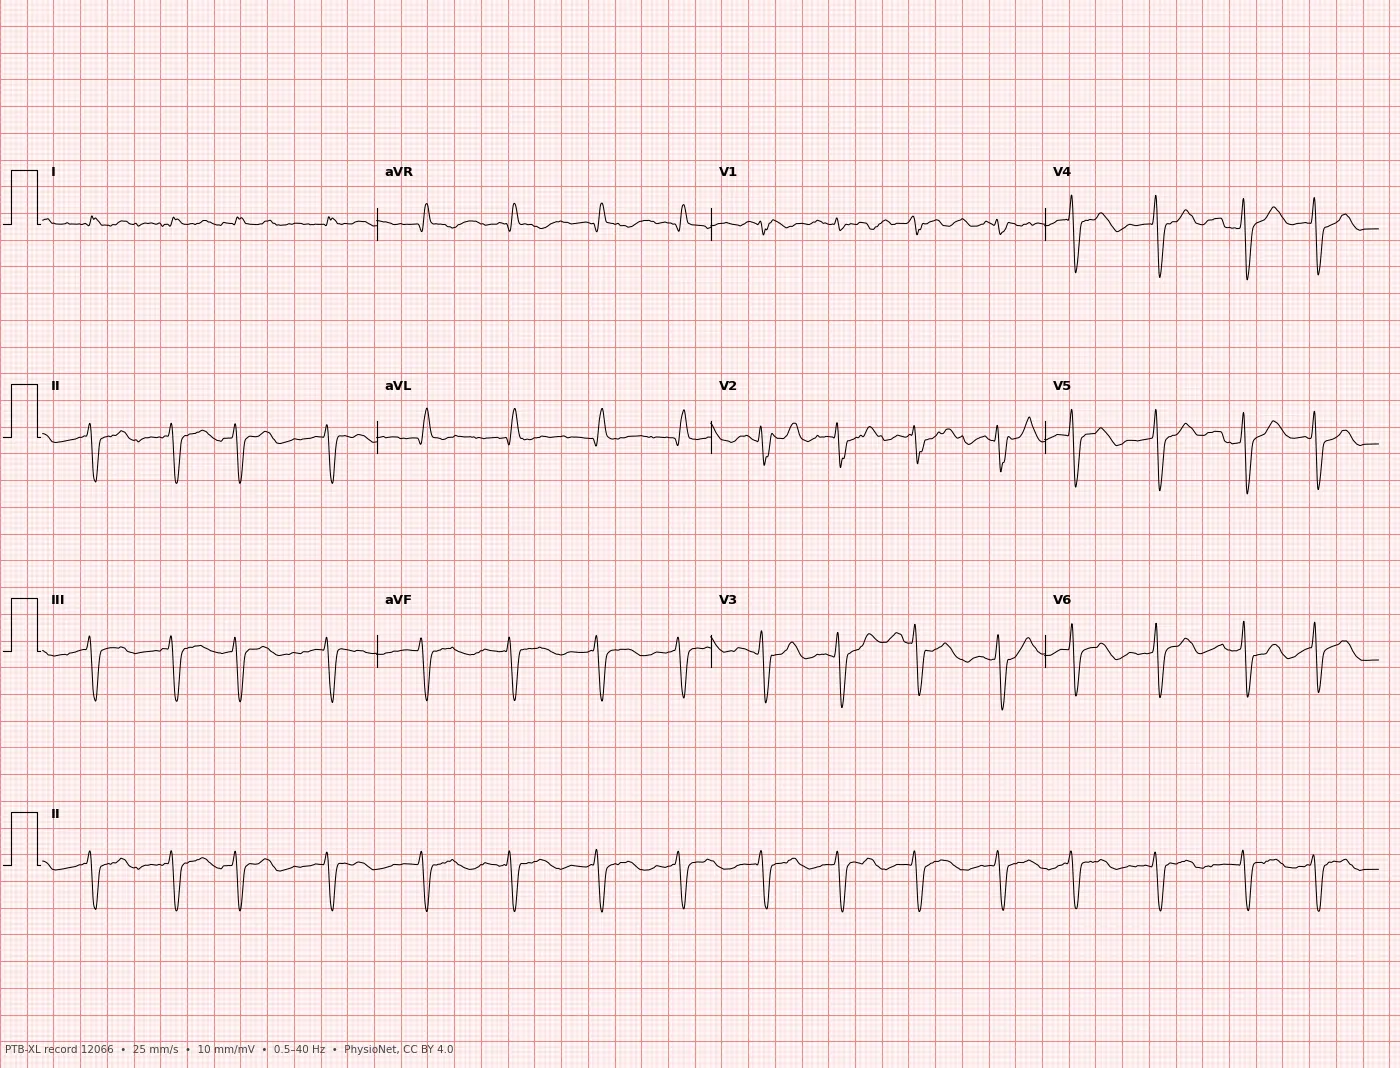 I aVR V1 V4
II aVL V2 V5
III aVF V3 V6
II
PTB-XL record 12066 • 25 mm/s • 10 mm/mV • 0.5–40 Hz • PhysioNet, CC BY 4.0